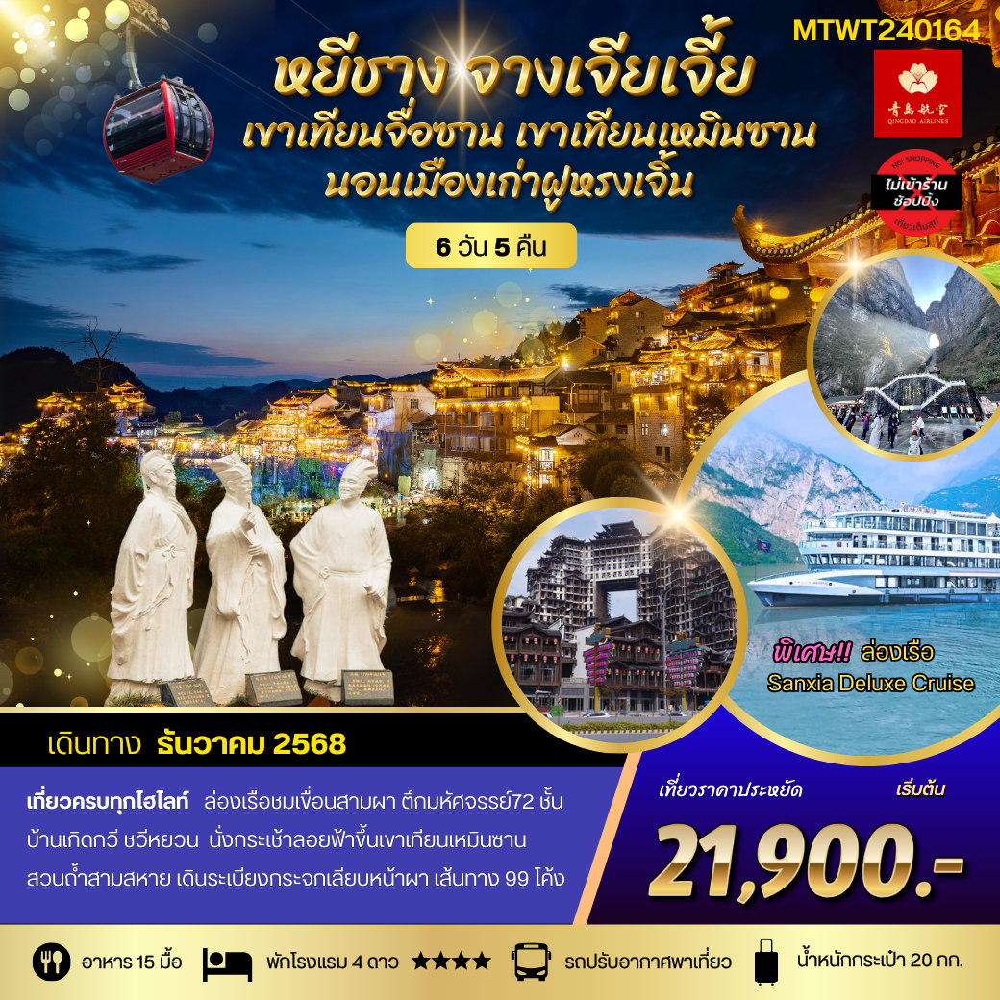 MTWT240164
หยีชาง จางเจียเจี้ย
เขาเทียนจื่อซาน เขาเทียนเหมินซาน
นอนเมืองเก่าฝูหรงเจิ้น
6 วัน 5 คืน
青島航空
QINGDAO AIRLINES
NO! SHOPPING
ไม่เข้าร้าน
ช้อปปิ้ง
เที่ยวเต็มสุข
พิเศษ!! ล่องเรือ
Sanxia Deluxe Cruise
เดินทาง ธันวาคม 2568
เที่ยวครบทุกไฮไลท์ ล่องเรือชมเขื่อนสามผา ตึกมหัศจรรย์72 ชั้น
บ้านเกิดกวี ชวีหยวน นั่งกระเช้าลอยฟ้าขึ้นเขาเทียนเหมินซาน
สวนถ้ำสามสหาย เดินระเบียงกระจกเลียบหน้าผา เส้นทาง 99 โค้ง
เที่ยวราคาประหยัด เริ่มต้น
21,900.-
อาหาร 15 มื้อ พักโรงแรม 4 ดาว ★★★★ รถปรับอากาศพาเที่ยว น้ำหนักกระเป๋า 20 กก.